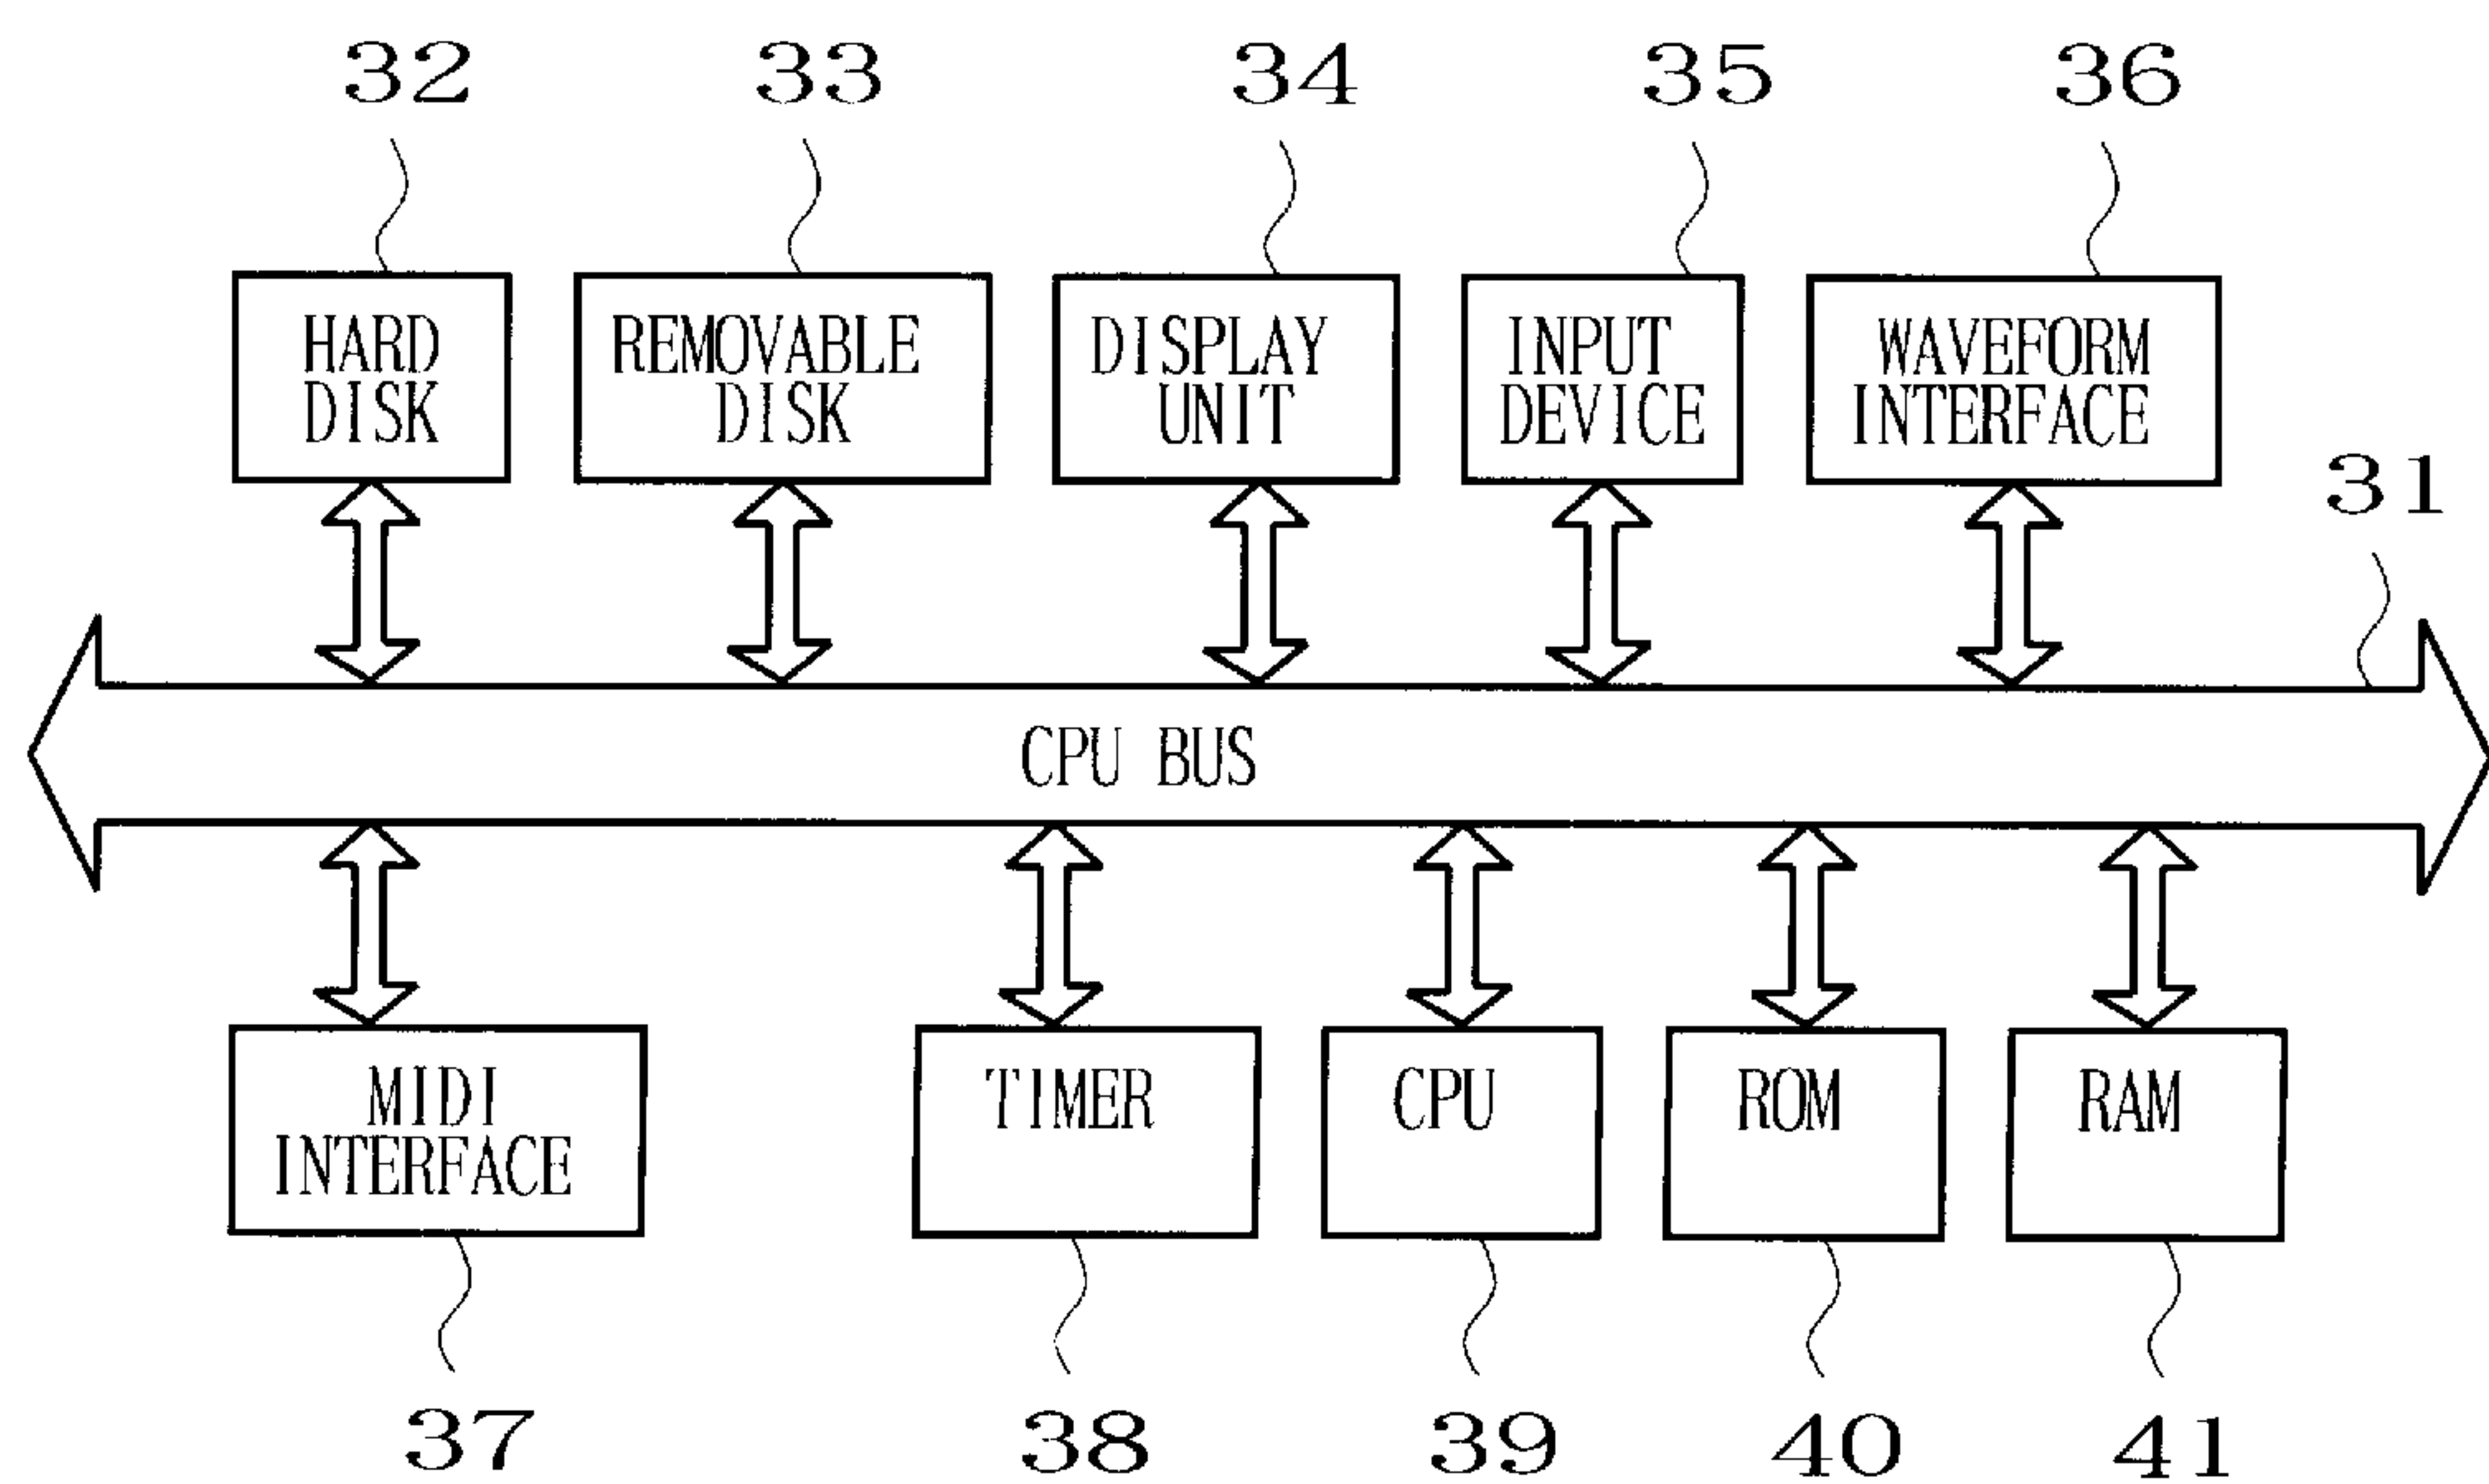 32 33 34 35 36
HARD DISK
REMOVABLE DISK
DISPLAY UNIT
INPUT DEVICE
WAVEFORM INTERFACE
31
CPU BUS
MIDI INTERFACE
TIMER
CPU
ROM
RAM
37 38 39 40 41